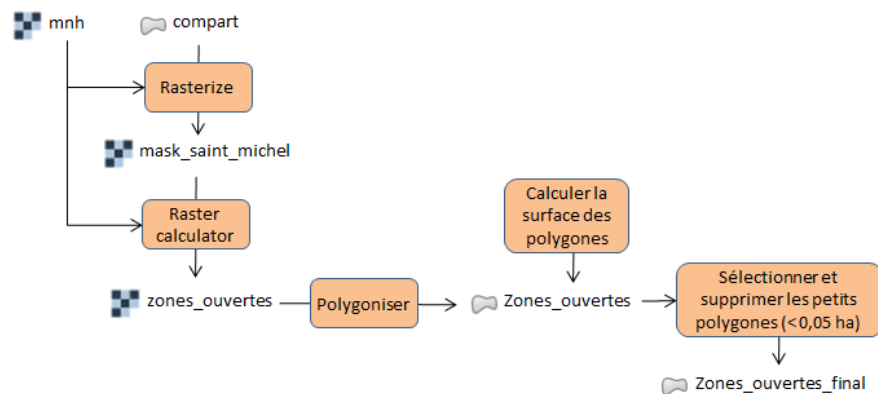 mnh
compart
Rasterize
mask_saint_michel
Raster
calculator
Calculer la
surface des
polygones
zones_ouvertes
Polygoniser
Zones_ouvertes
Sélectionner et
supprimer les petits
polygones (<0,05 ha)
Zones_ouvertes_final